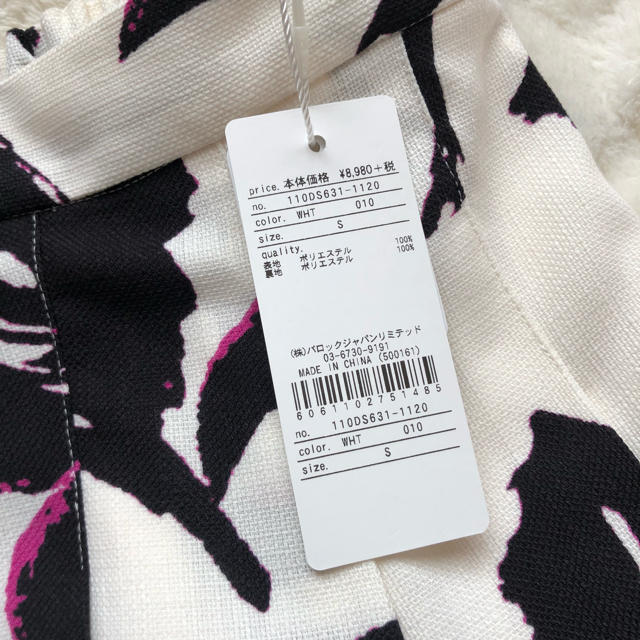 price. 本体価格 ¥8,980+税
no. 110DS631-1120
color. WHT 010
size. S
quality.
表地 ポリエステル 100%
裏地 ポリエステル 100%
(株)バロックジャパンリミテッド
03-6730-9191
MADE IN CHINA (500161)
6061102751485
no. 110DS631-1120
color. WHT 010
size. S